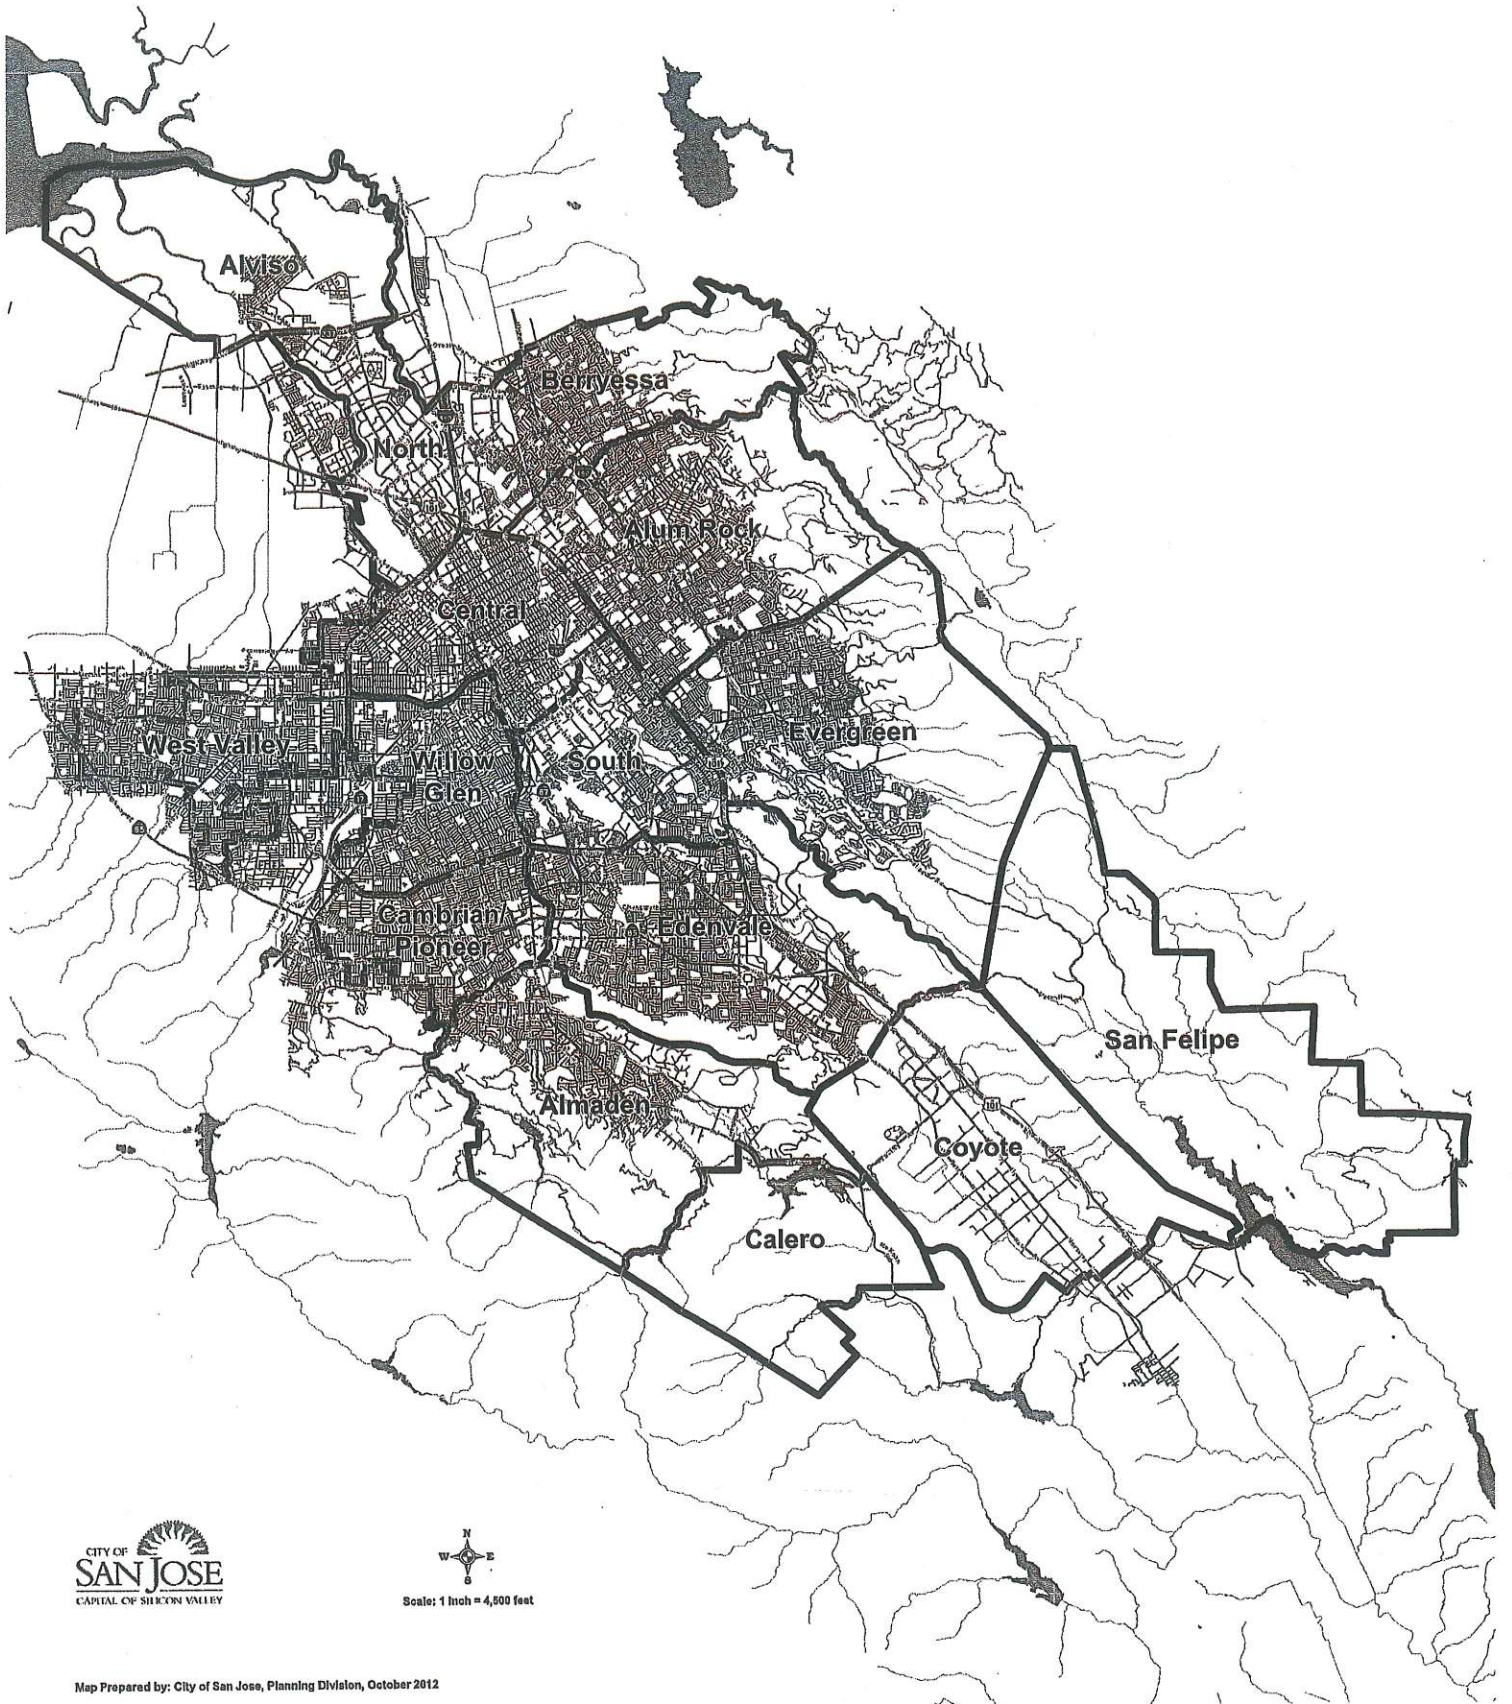 Alviso
Berryessa
North
Alum Rock
Central
West Valley
Willow
Glen
South
Evergreen
Cambrian/
Pioneer
Edenvale
San Felipe
Almaden
101
Coyote
Calero
N
W E
S
CITY OF
SAN JOSE
CAPITAL OF SILICON VALLEY
Scale: 1 inch = 4,500 feet
Map Prepared by: City of San Jose, Planning Division, October 2012